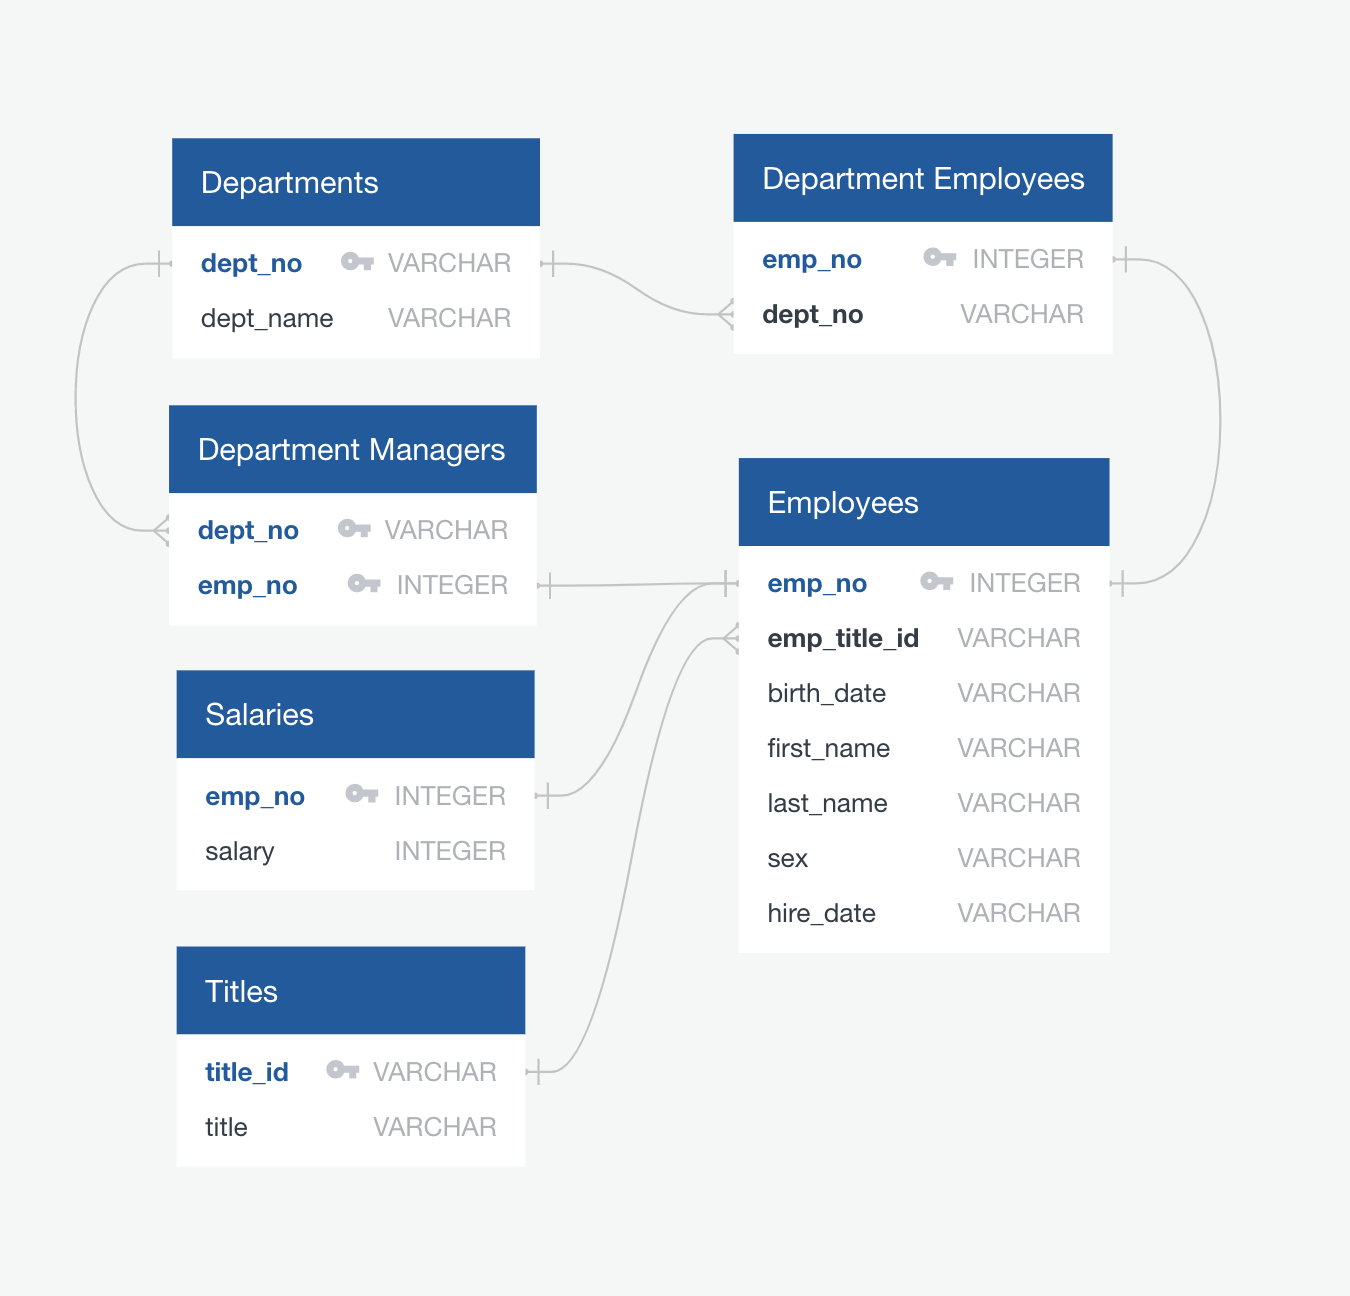 Departments
dept_no VARCHAR
dept_name VARCHAR
Department Employees
emp_no INTEGER
dept_no VARCHAR
Department Managers
dept_no VARCHAR
emp_no INTEGER
Employees
emp_no INTEGER
emp_title_id VARCHAR
birth_date VARCHAR
first_name VARCHAR
last_name VARCHAR
sex VARCHAR
hire_date VARCHAR
Salaries
emp_no INTEGER
salary INTEGER
Titles
title_id VARCHAR
title VARCHAR